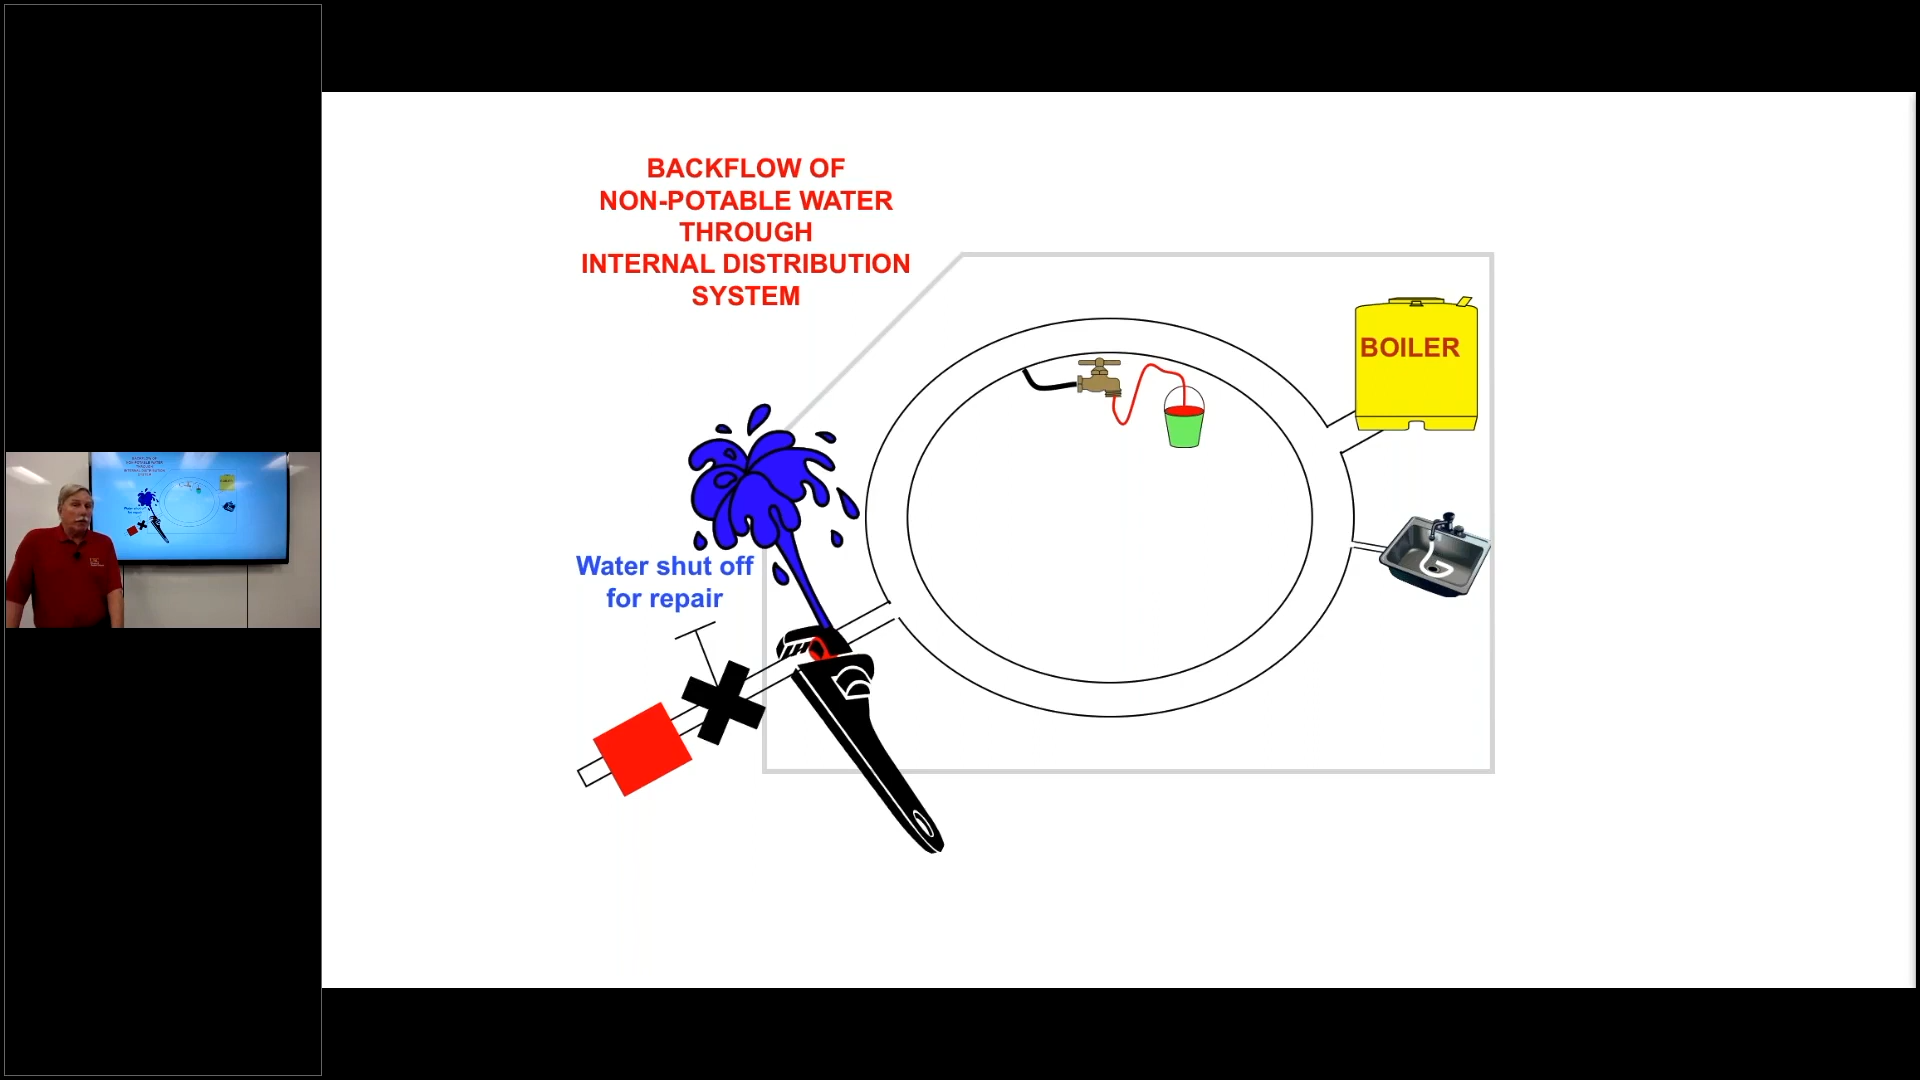 BACKFLOW OF
NON-POTABLE WATER
THROUGH
INTERNAL DISTRIBUTION
SYSTEM
BOILER
Water shut off
for repair